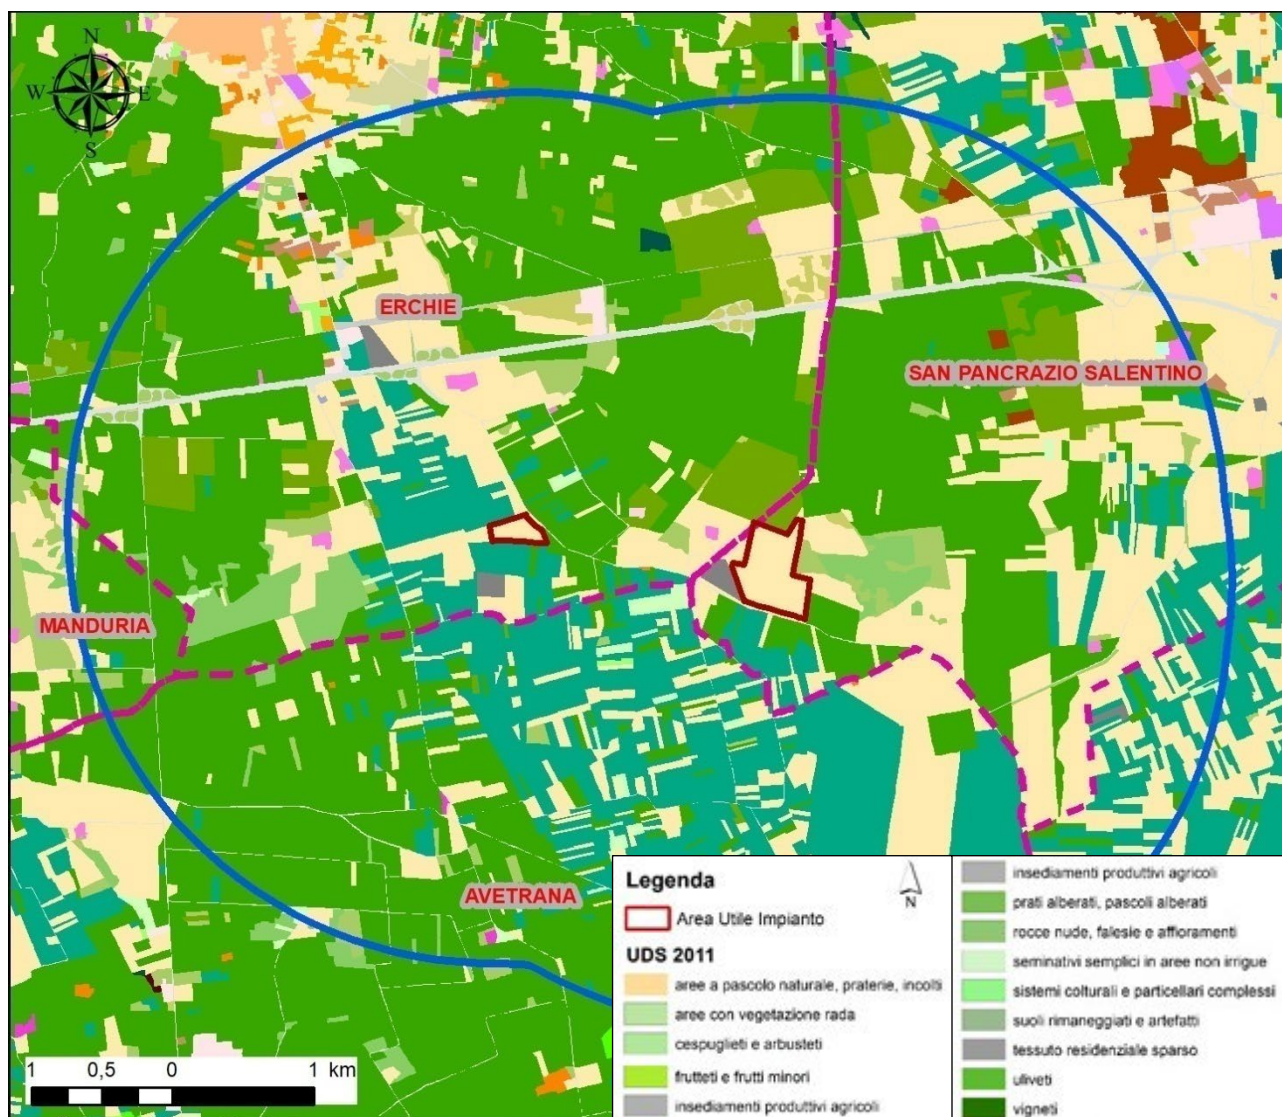 N
W E
S
ERCHIE
SAN PANCRAZIO SALENTINO
MANDURIA
AVETRANA
1 0,5 0 1 km
Legenda
N
Area Utile Impianto
UDS 2011
aree a pascolo naturale, praterie, incolti
aree con vegetazione rada
cespuglieti e arbusteti
frutteti e frutti minori
insediamenti produttivi agricoli
insediamenti produttivi agricoli
prati alberati, pascoli alberati
rocce nude, falesie e affioramenti
seminativi semplici in aree non irrigue
sistemi colturali e particellari complessi
suoli rimaneggiati e artefatti
tessuto residenziale sparso
uliveti
vigneti